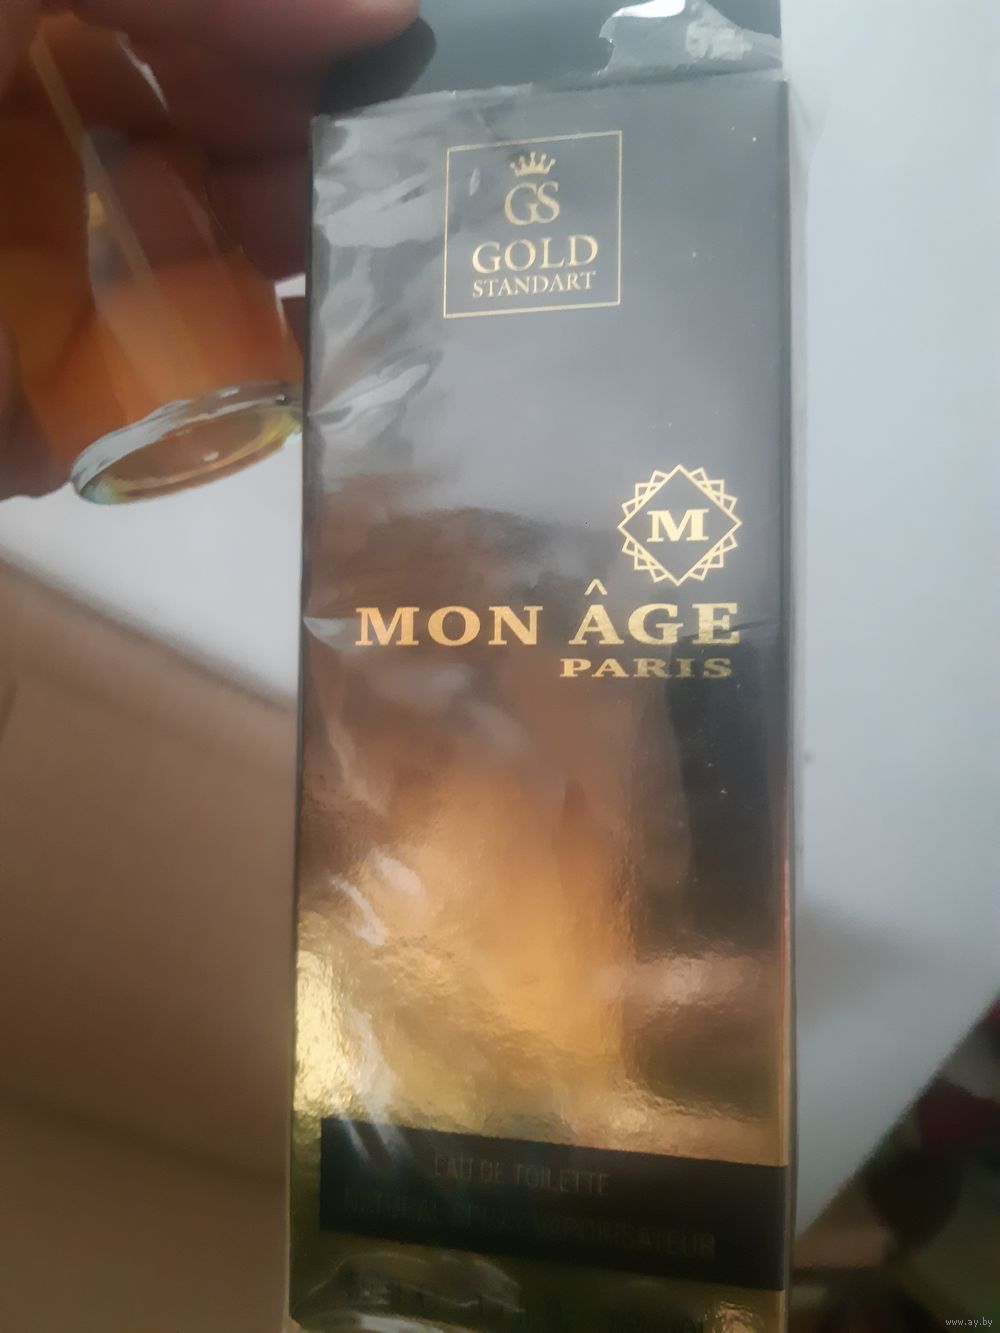 GS
GOLD
STANDART
M
MON ÂGE
PARIS
EAU DE TOILETTE
NATURAL SPRAY VAPORISATEUR
www.ay.by